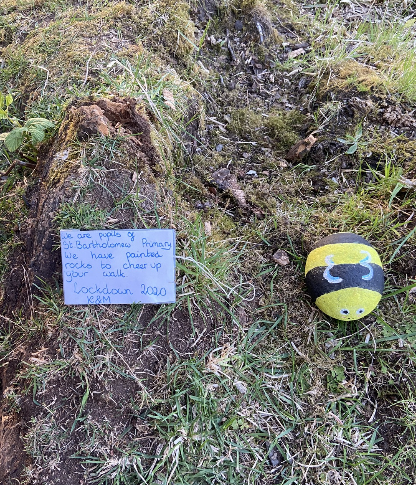 We are pupils of
St Bartholomew Primary
We have painted
rocks to cheer up
your walk
Lockdown 2020
K&M